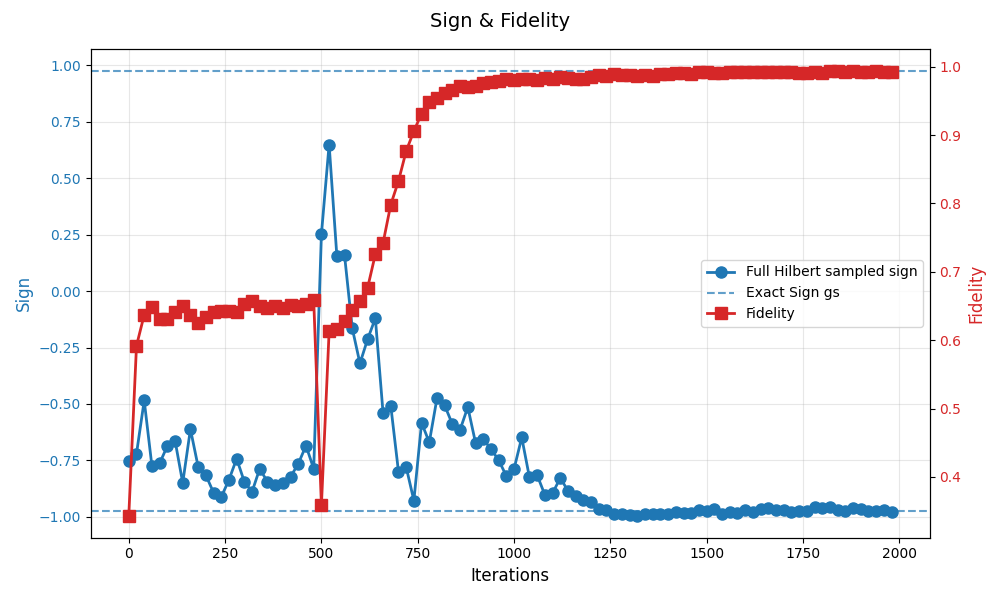 Sign & Fidelity
1.00
0.75
0.50
0.25
0.00
−0.25
−0.50
−0.75
−1.00
Sign
1.0
0.9
0.8
0.7
0.6
0.5
0.4
Fidelity
Full Hilbert sampled sign
Exact Sign gs
Fidelity
0 250 500 750 1000 1250 1500 1750 2000
Iterations